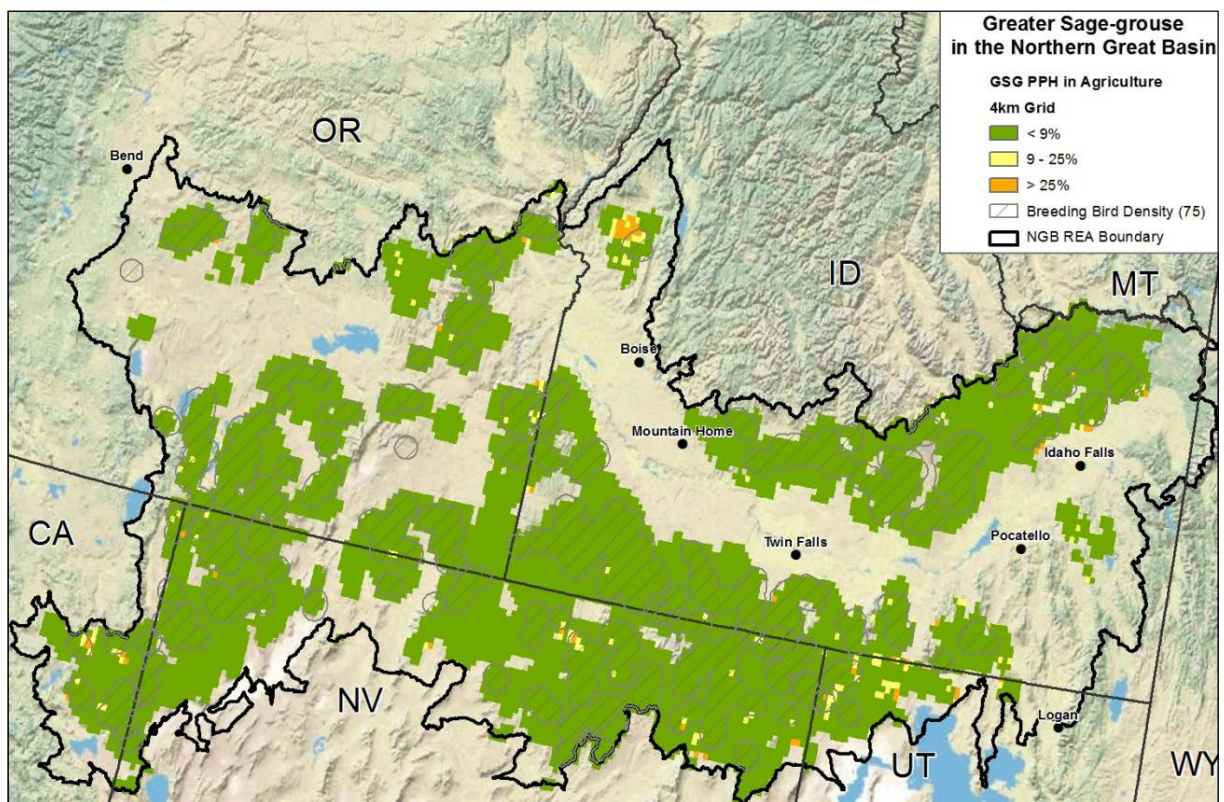 Greater Sage-grouse
in the Northern Great Basin
GSG PPH in Agriculture
4km Grid
< 9%
9 - 25%
> 25%
Breeding Bird Density (75)
NGB REA Boundary
OR
Bend
ID
MT
Boise
Mountain Home
Idaho Falls
CA
Twin Falls
Pocatello
NV
Logan
UT
WY